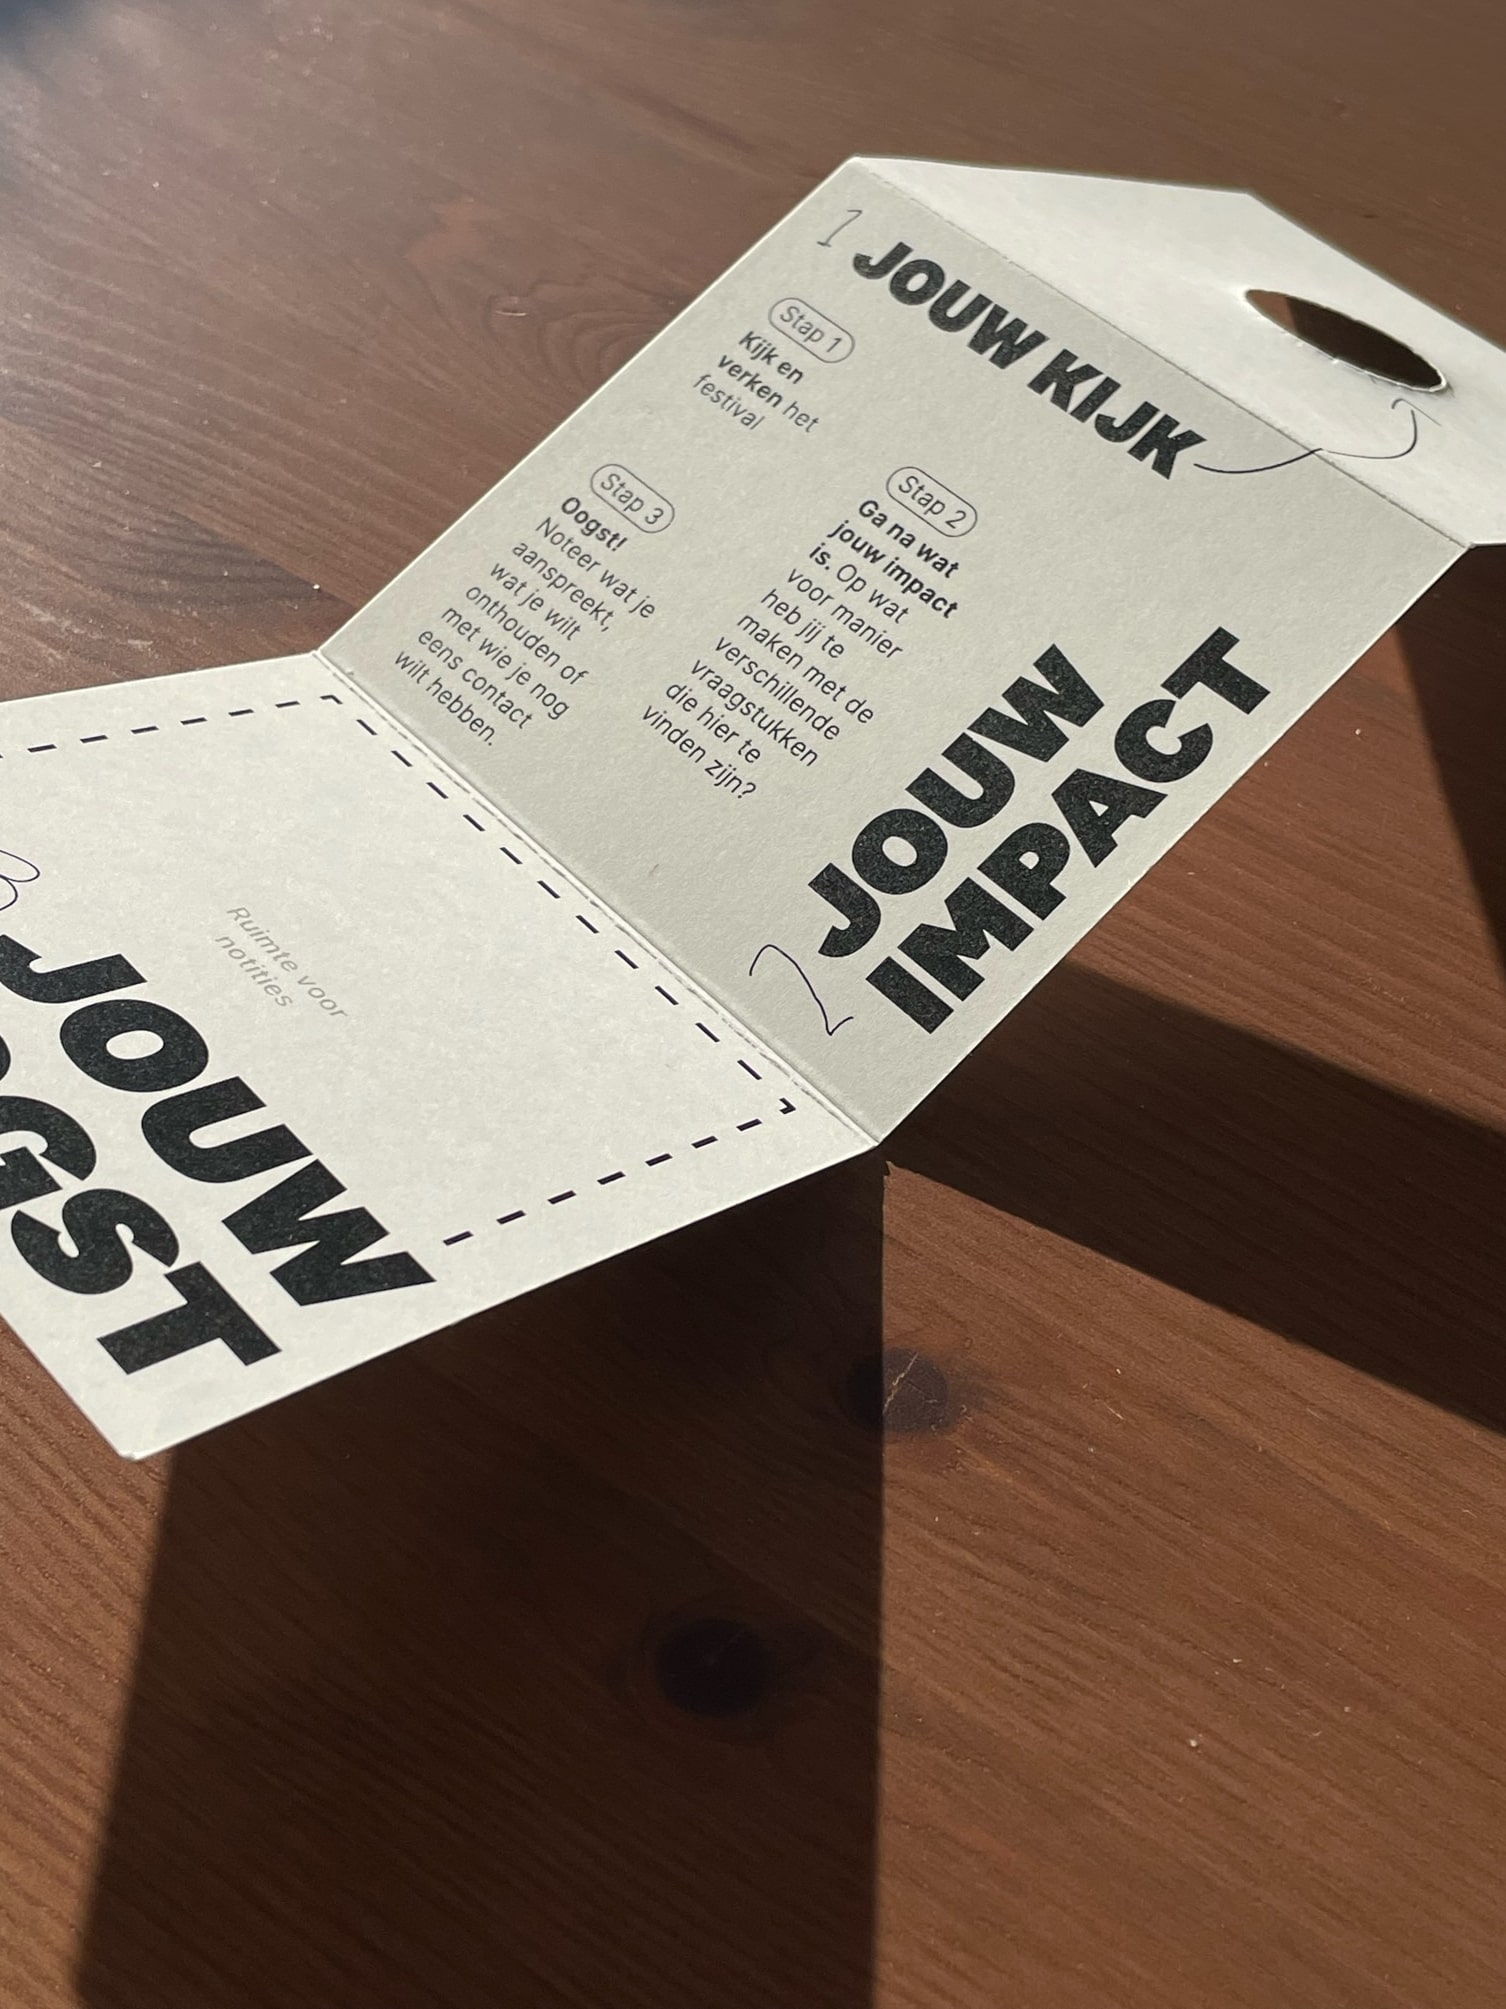 1
JOUW KIJK
Stap 1
Kijk en
verken het
festival
Stap 2
Ga na wat
jouw impact
is. Op wat
voor manier
heb jij te
maken met de
verschillende
vraagstukken
die hier te
vinden zijn?
Stap 3
Oogst!
Noteer wat je
aanspreekt,
wat je wilt
onthouden of
met wie je nog
eens contact
wilt hebben.
2
JOUW
IMPACT
3
JOUW
OGST
Ruimte voor
notities